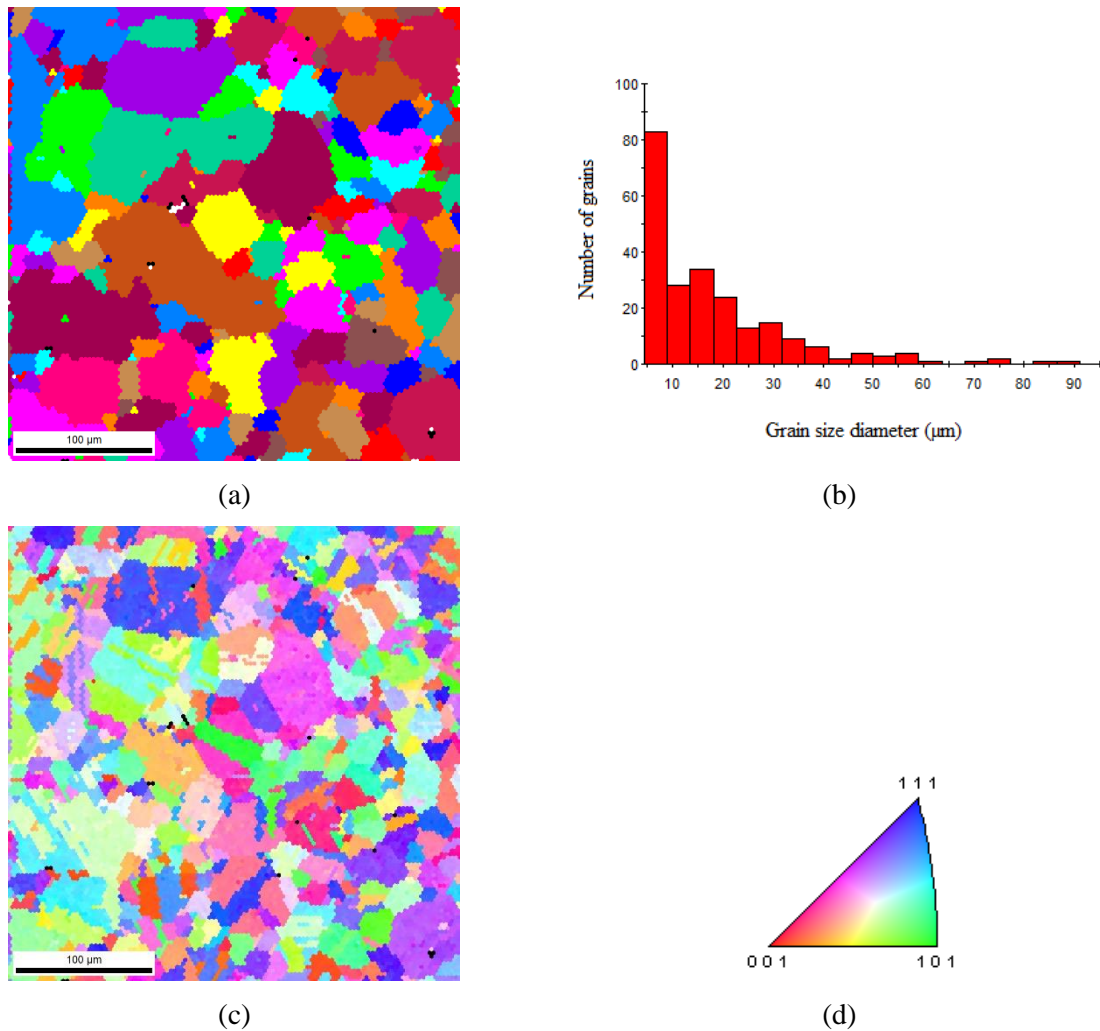 100 µm
(a)
100
80
60
40
20
0
10 20 30 40 50 60 70 80 90
Number of grains
Grain size diameter (µm)
(b)
100 µm
(c)
1 1 1
0 0 1
1 0 1
(d)